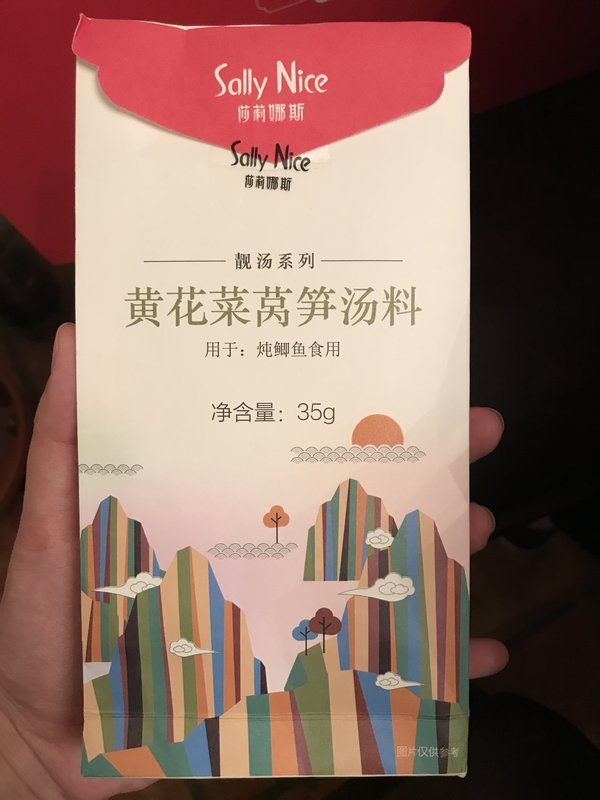 Sally Nice
莎莉娜斯
Sally Nice
莎莉娜斯
靓汤系列
黄花菜莴笋汤料
用于：炖鲫鱼食用
净含量：35g
图片仅供参考